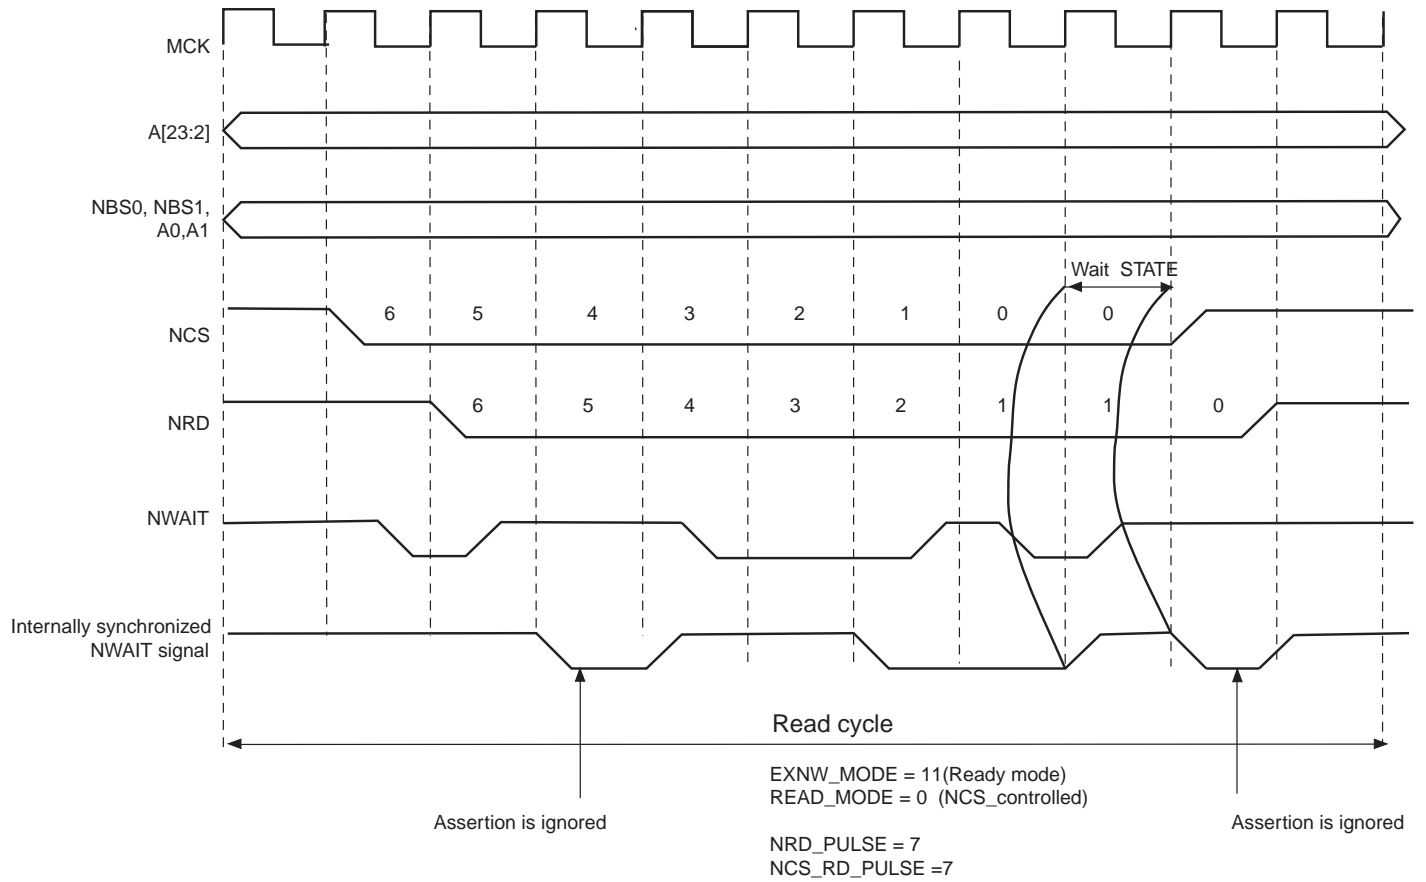 MCK
A[23:2]
NBS0, NBS1,
A0,A1
Wait STATE
NCS
6 5 4 3 2 1 0 0
NRD
6 5 4 3 2 1 1 0
NWAIT
Internally synchronized
NWAIT signal
Read cycle
EXNW_MODE = 11(Ready mode)
READ_MODE = 0 (NCS_controlled)
Assertion is ignored
Assertion is ignored
NRD_PULSE = 7
NCS_RD_PULSE =7